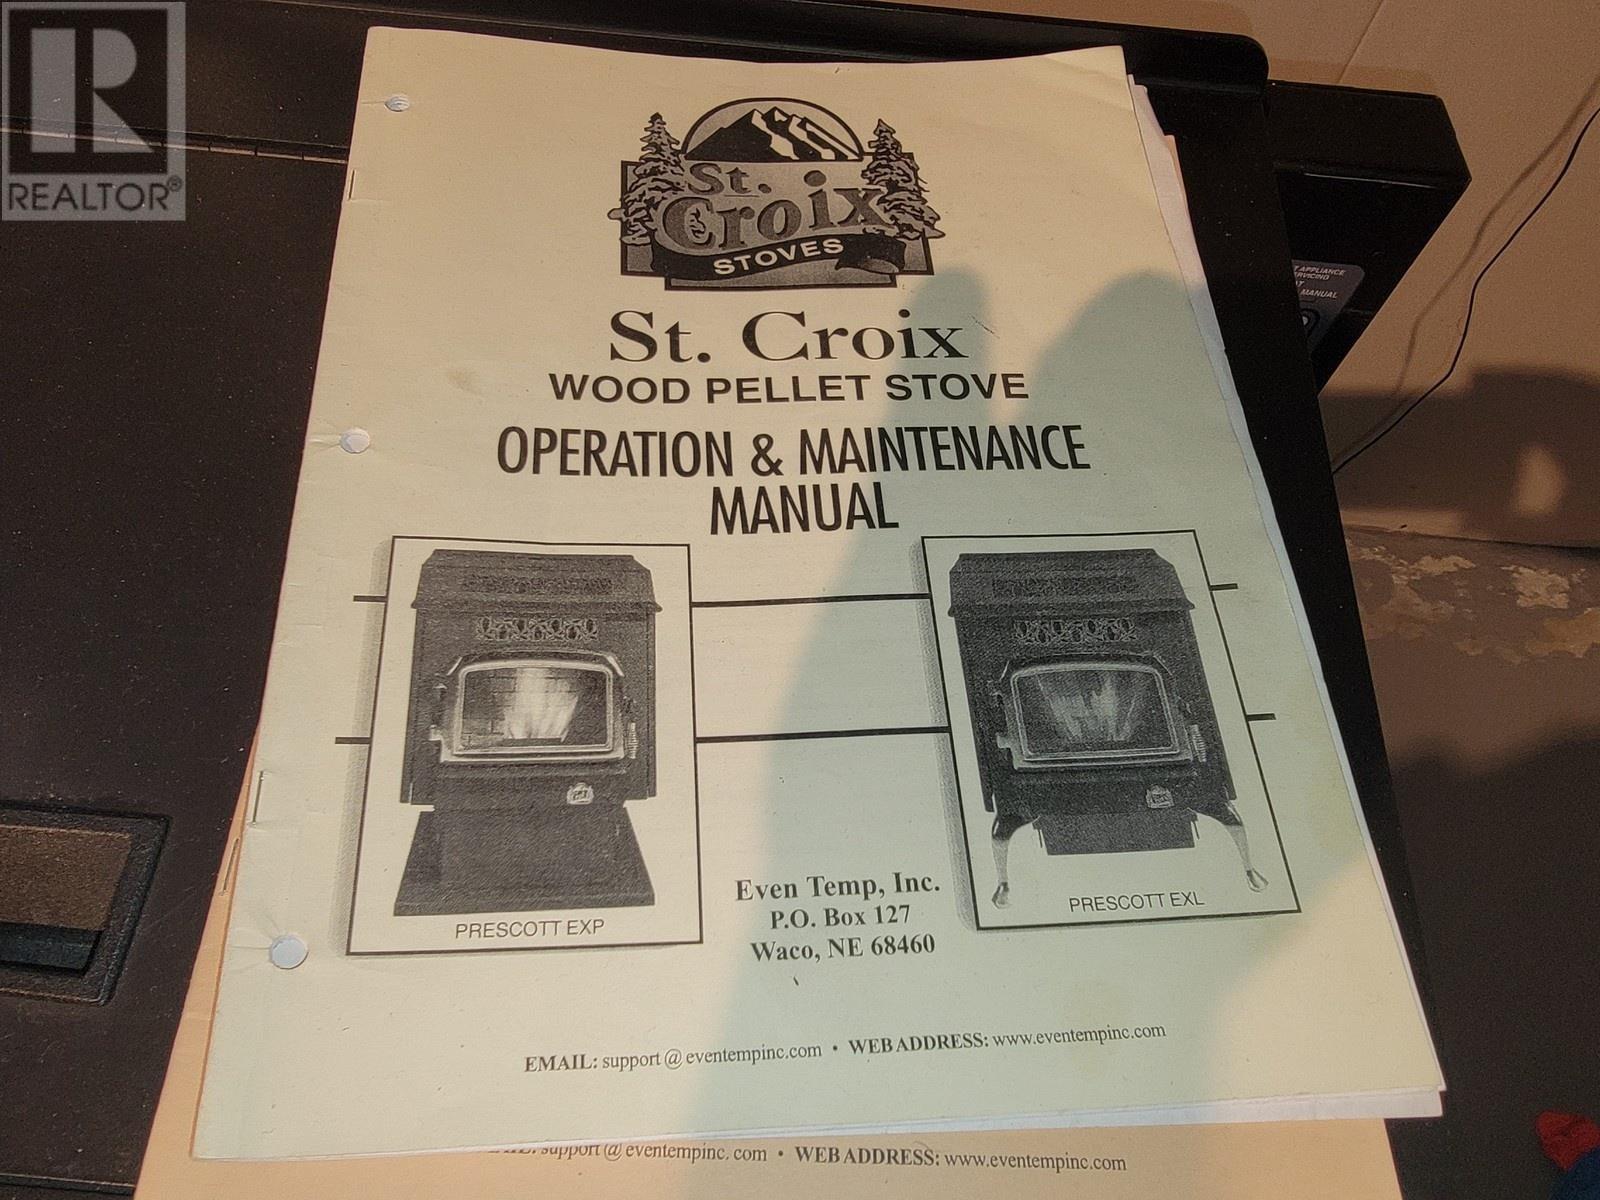 REALTOR®
St.
Croix
STOVES
St. Croix
WOOD PELLET STOVE
OPERATION & MAINTENANCE
MANUAL
PRESCOTT EXP
PRESCOTT EXL
Even Temp, Inc.
P.O. Box 127
Waco, NE 68460
EMAIL: support @ eventempinc.com • WEB ADDRESS: www.eventempinc.com
support @ eventempinc. com • WEB ADDRESS: www.eventempinc.com
APPLIANCE
MANUAL